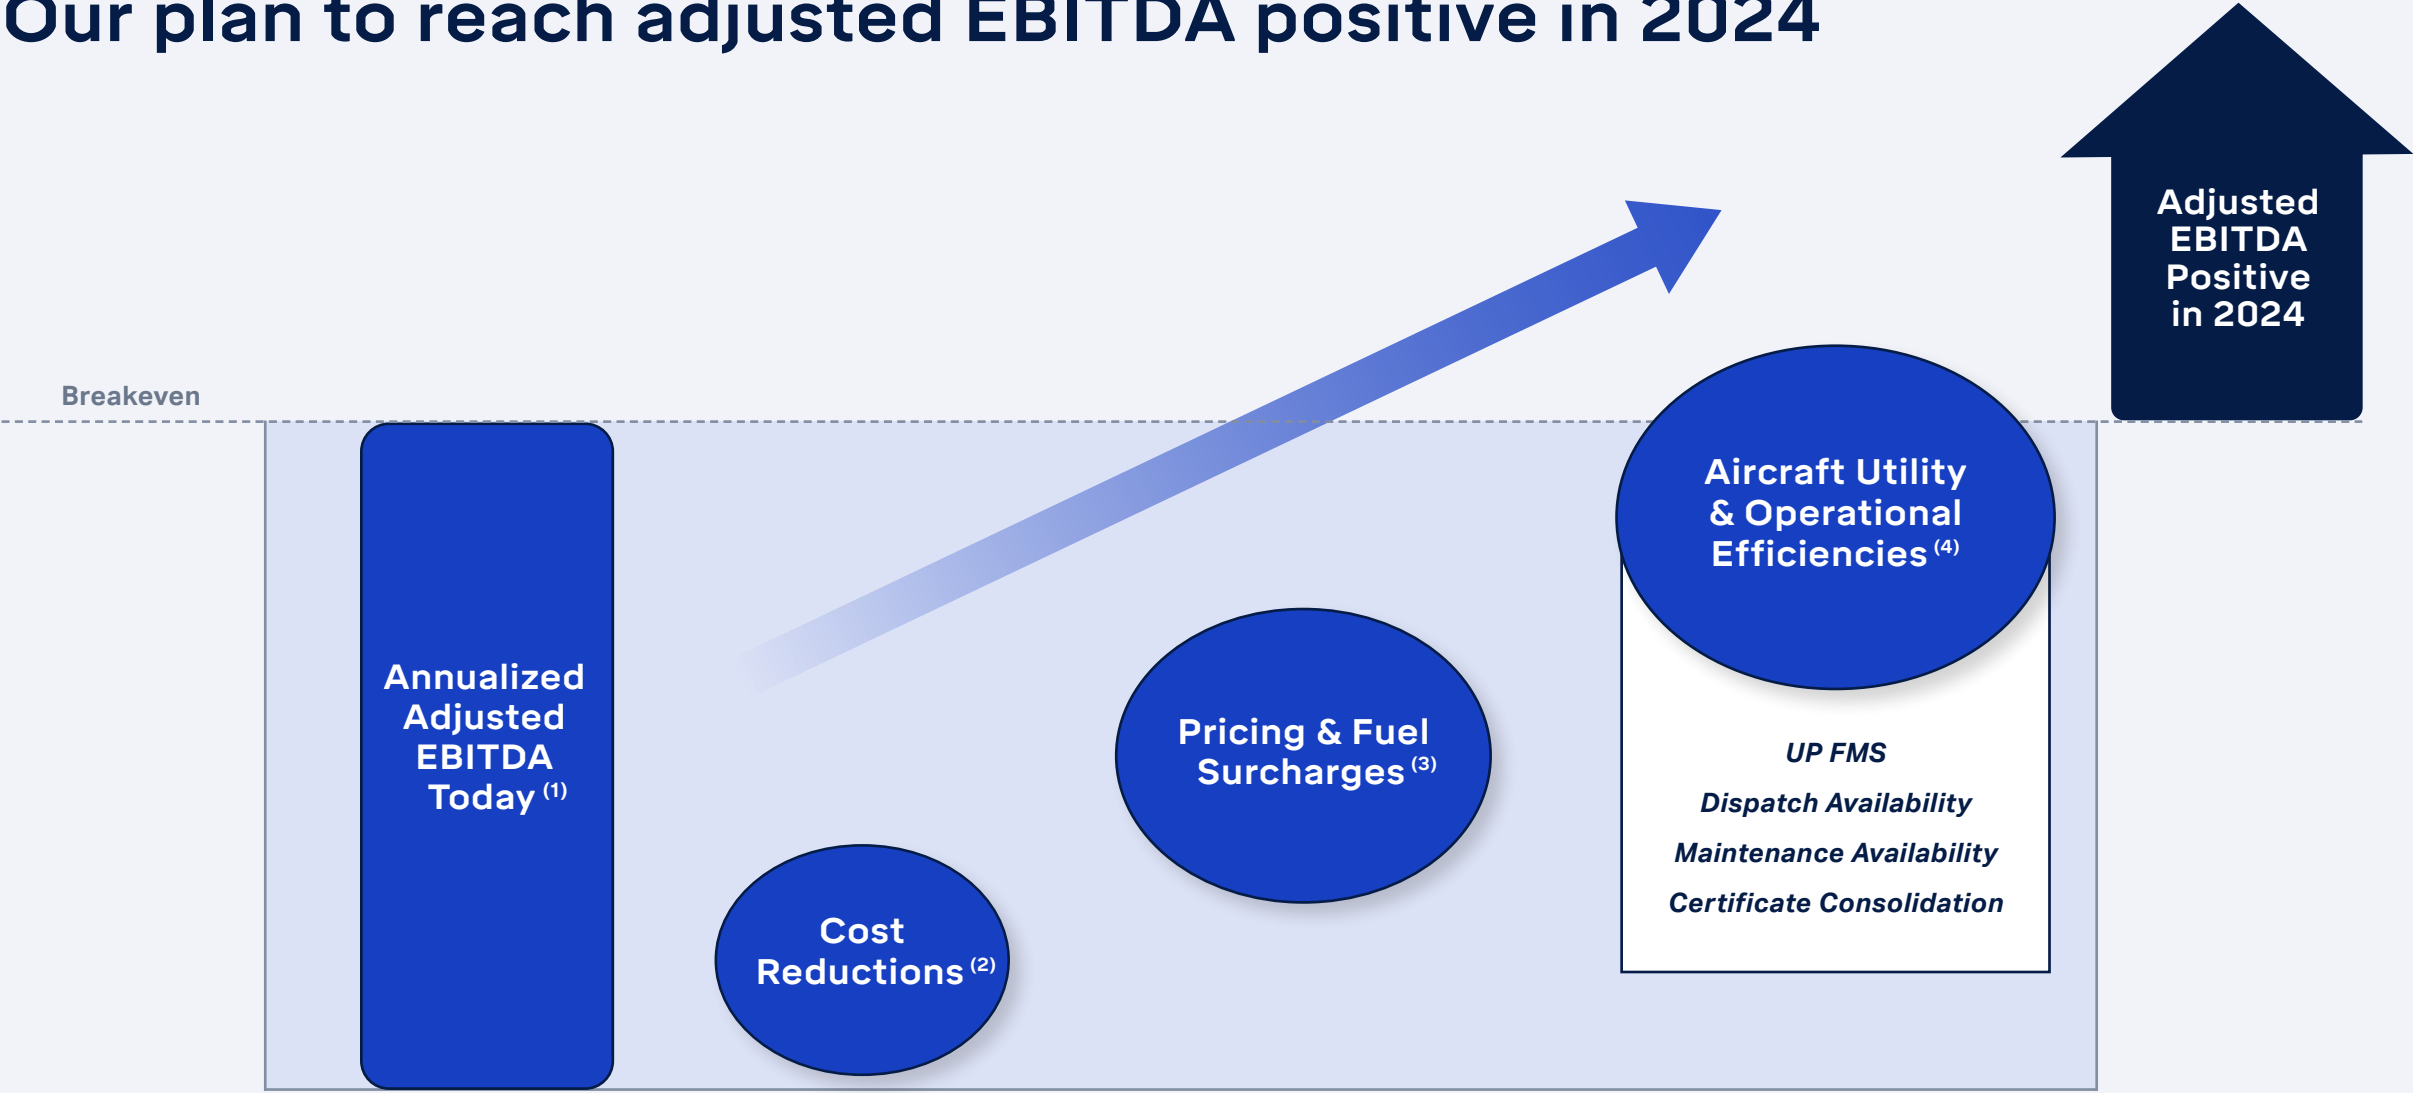 Our plan to reach adjusted EBITDA positive in 2024
Adjusted
EBITDA
Positive
in 2024
Breakeven
Annualized
Adjusted
EBITDA
Today (1)
Cost
Reductions (2)
Pricing & Fuel
Surcharges (3)
Aircraft Utility
& Operational
Efficiencies (4)
UP FMS
Dispatch Availability
Maintenance Availability
Certificate Consolidation